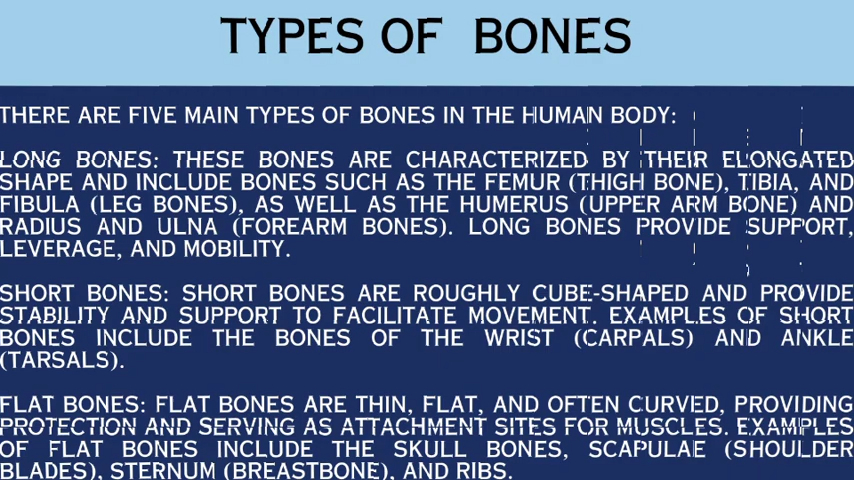 TYPES OF BONES
THERE ARE FIVE MAIN TYPES OF BONES IN THE HUMAN BODY:
LONG BONES: THESE BONES ARE CHARACTERIZED BY THEIR ELONGATED
SHAPE AND INCLUDE BONES SUCH AS THE FEMUR (THIGH BONE), TIBIA, AND
FIBULA (LEG BONES), AS WELL AS THE HUMERUS (UPPER ARM BONE) AND
RADIUS AND ULNA (FOREARM BONES). LONG BONES PROVIDE SUPPORT,
LEVERAGE, AND MOBILITY.
SHORT BONES: SHORT BONES ARE ROUGHLY CUBE-SHAPED AND PROVIDE
STABILITY AND SUPPORT TO FACILITATE MOVEMENT. EXAMPLES OF SHORT
BONES INCLUDE THE BONES OF THE WRIST (CARPALS) AND ANKLE
(TARSALS).
FLAT BONES: FLAT BONES ARE THIN, FLAT, AND OFTEN CURVED, PROVIDING
PROTECTION AND SERVING AS ATTACHMENT SITES FOR MUSCLES. EXAMPLES
OF FLAT BONES INCLUDE THE SKULL BONES, SCAPULAE (SHOULDER
BLADES), STERNUM (BREASTBONE), AND RIBS.